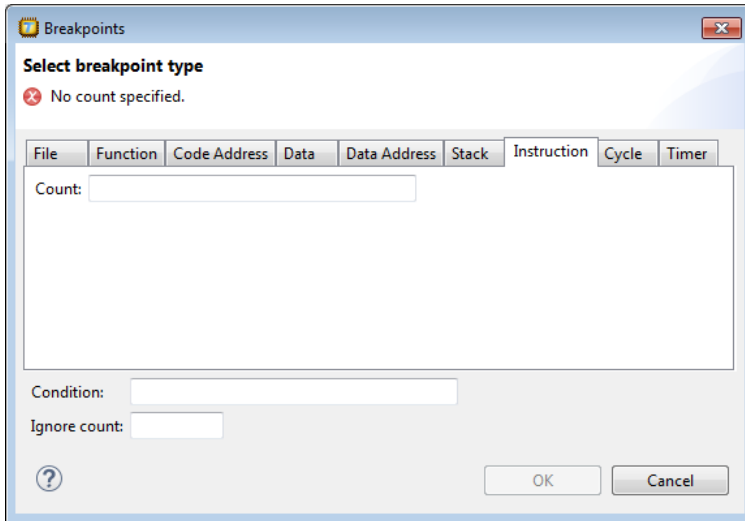 Breakpoints
Select breakpoint type
No count specified.
File Function Code Address Data Data Address Stack Instruction Cycle Timer
Count:
Condition:
Ignore count:
OK Cancel